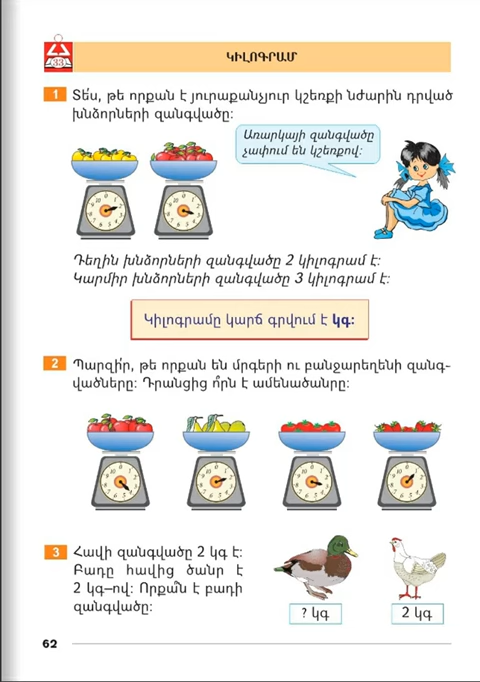 33
ԿԻԼՈԳՐԱՄ
1 Տե՛ս, թե որքան է յուրաքանչյուր կշեռքի նժարին դրված
խնձորների զանգվածը:
Առարկայի զանգվածը
չափում են կշեռքով:
Դեղին խնձորների զանգվածը 2 կիլոգրամ է:
Կարմիր խնձորների զանգվածը 3 կիլոգրամ է:
Կիլոգրամը կարճ գրվում է կգ:
2 Պարզի՛ր, թե որքան են մրգերի ու բանջարեղենի զանգ-
վածները: Դրանցից ո՞րն է ամենածանրը:
3 Հավի զանգվածը 2 կգ է:
Բադը հավից ծանր է
2 կգ–ով: Որքա՞ն է բադի
զանգվածը:
? կգ
2 կգ
62